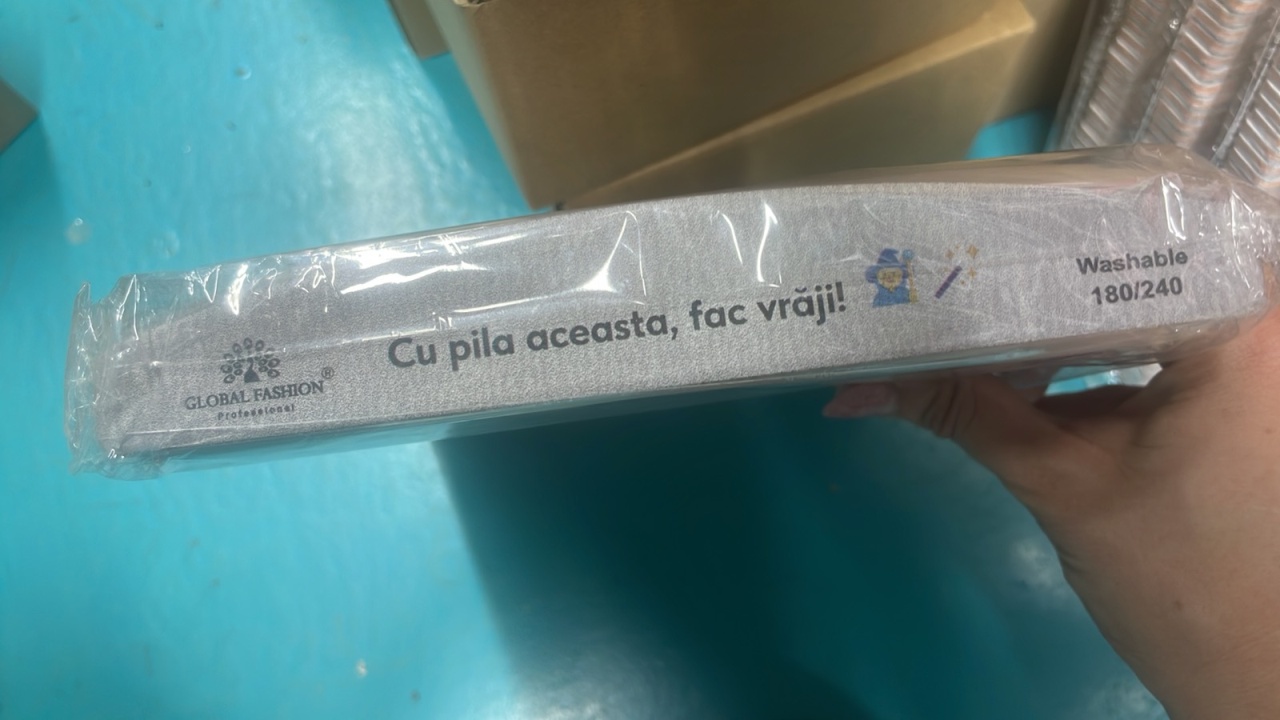 GLOBAL FASHION®
Professional
Cu pila aceasta, fac vrăji!
Washable
180/240